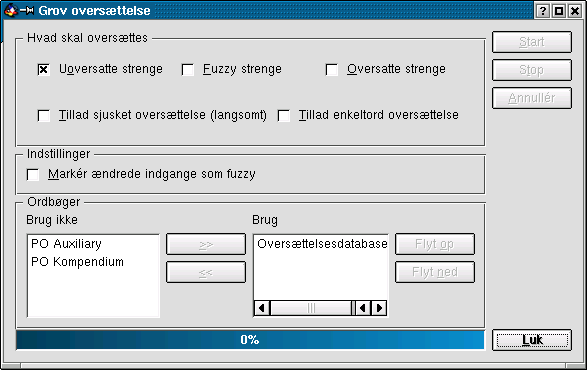 Grov oversættelse
Hvad skal oversættes
Start
Uoversatte strenge Fuzzy strenge Oversatte strenge
Stop
Annullér
Tillad sjusket oversættelse (langsomt) Tillad enkeltord oversættelse
Indstillinger
Markér ændrede indgange som fuzzy
Ordbøger
Brug ikke Brug
PO Auxiliary >> Oversættelsesdatabase Flyt op
PO Kompendium << Flyt ned
0% Luk